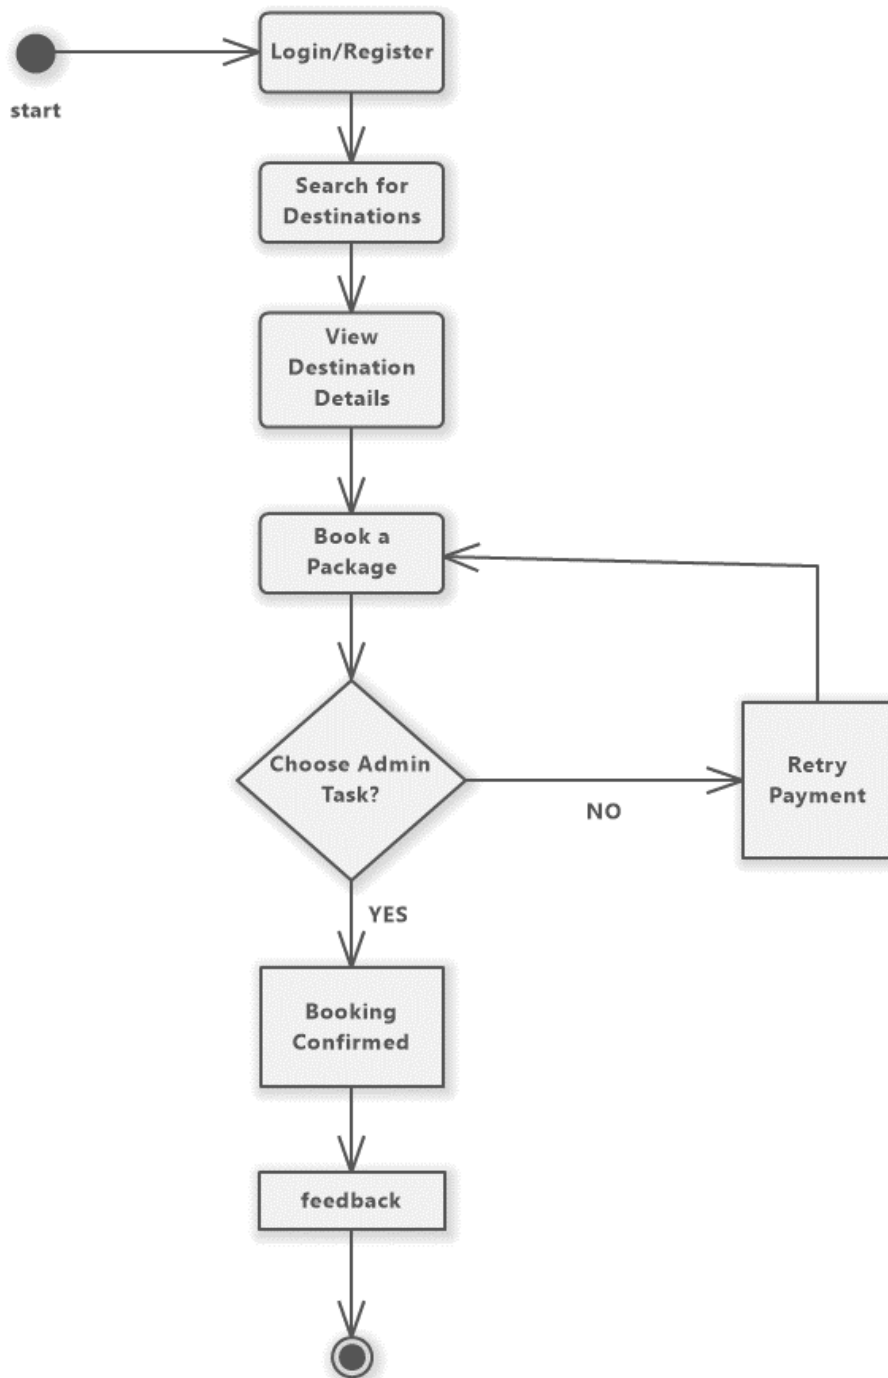 Login/Register
start
Search for
Destinations
View
Destination
Details
Book a
Package
Choose Admin
Task?
NO
Retry
Payment
YES
Booking
Confirmed
feedback